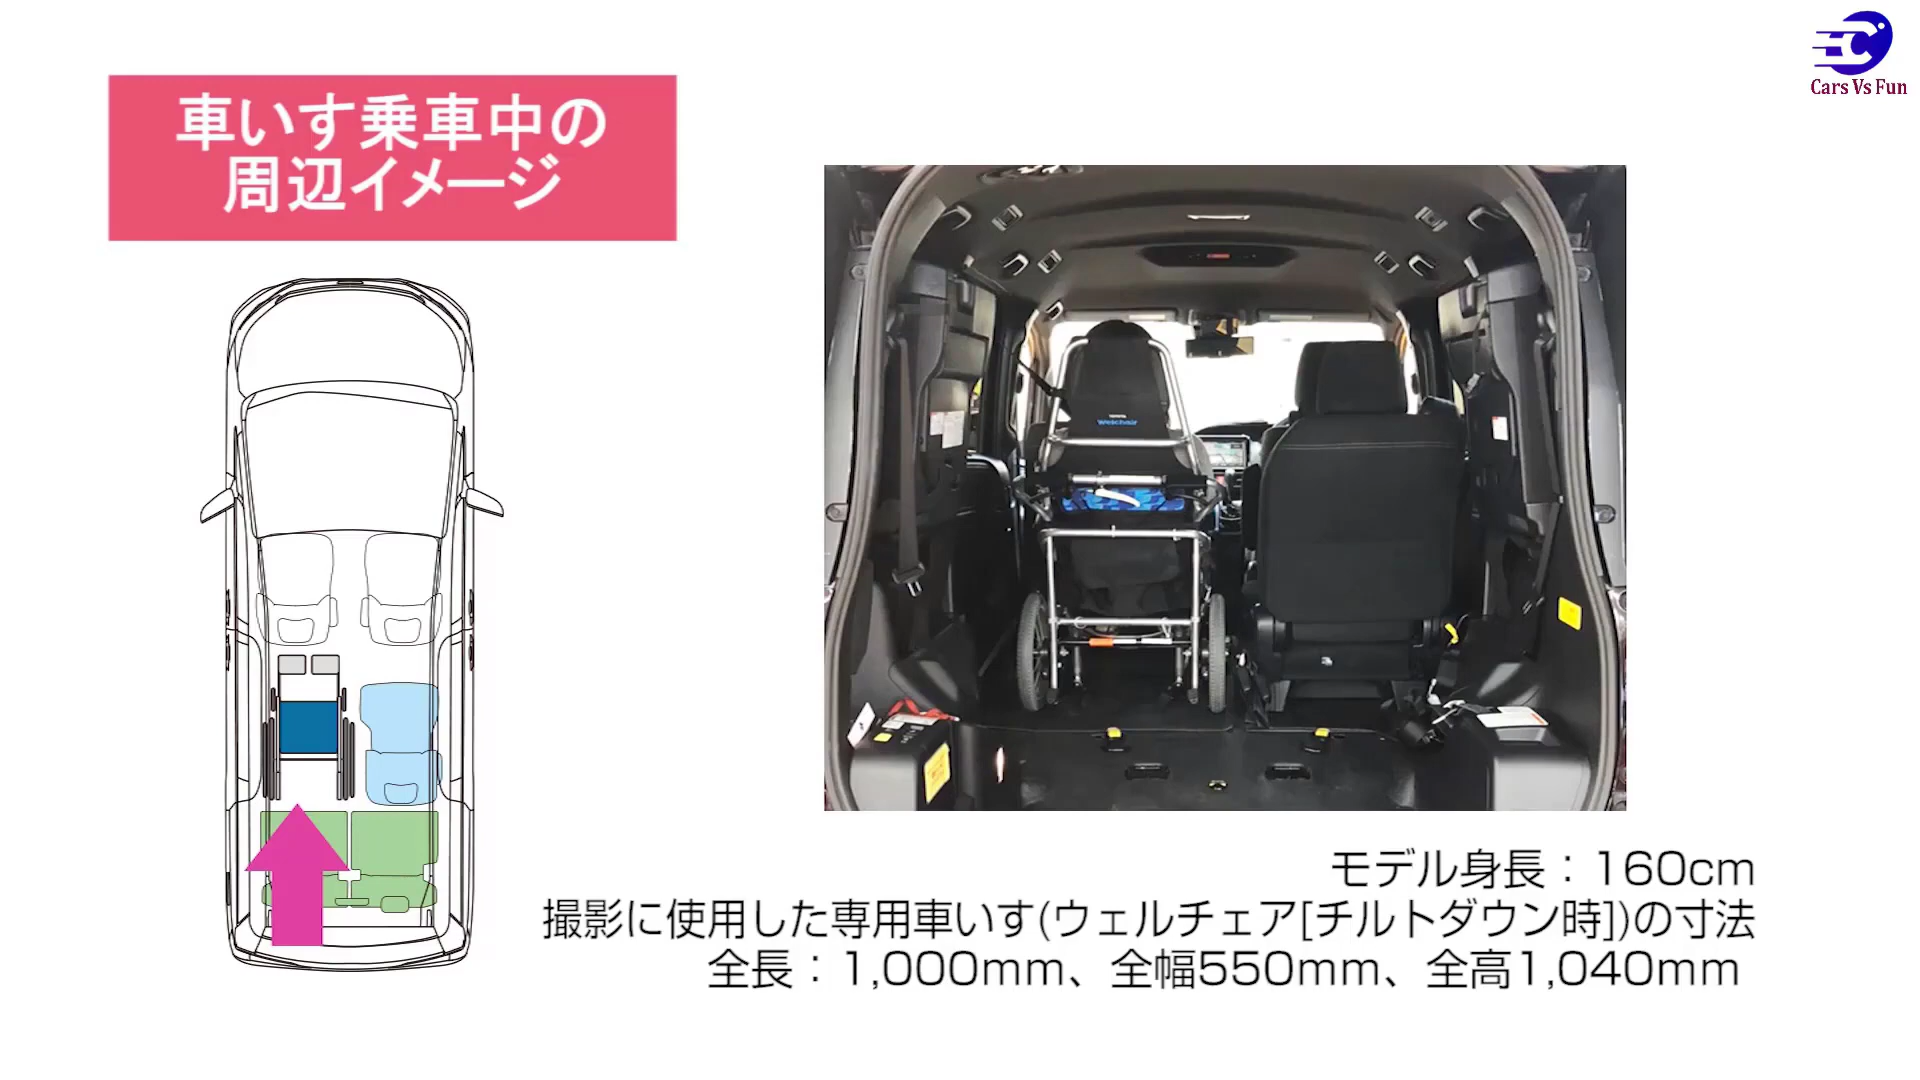 車いす乗車中の
周辺イメージ
Cars Vs Fun
TOYOTA
Welchair
モデル身長：160cm
撮影に使用した専用車いす(ウェルチェア[チルトダウン時])の寸法
全長：1,000mm、全幅550mm、全高1,040mm